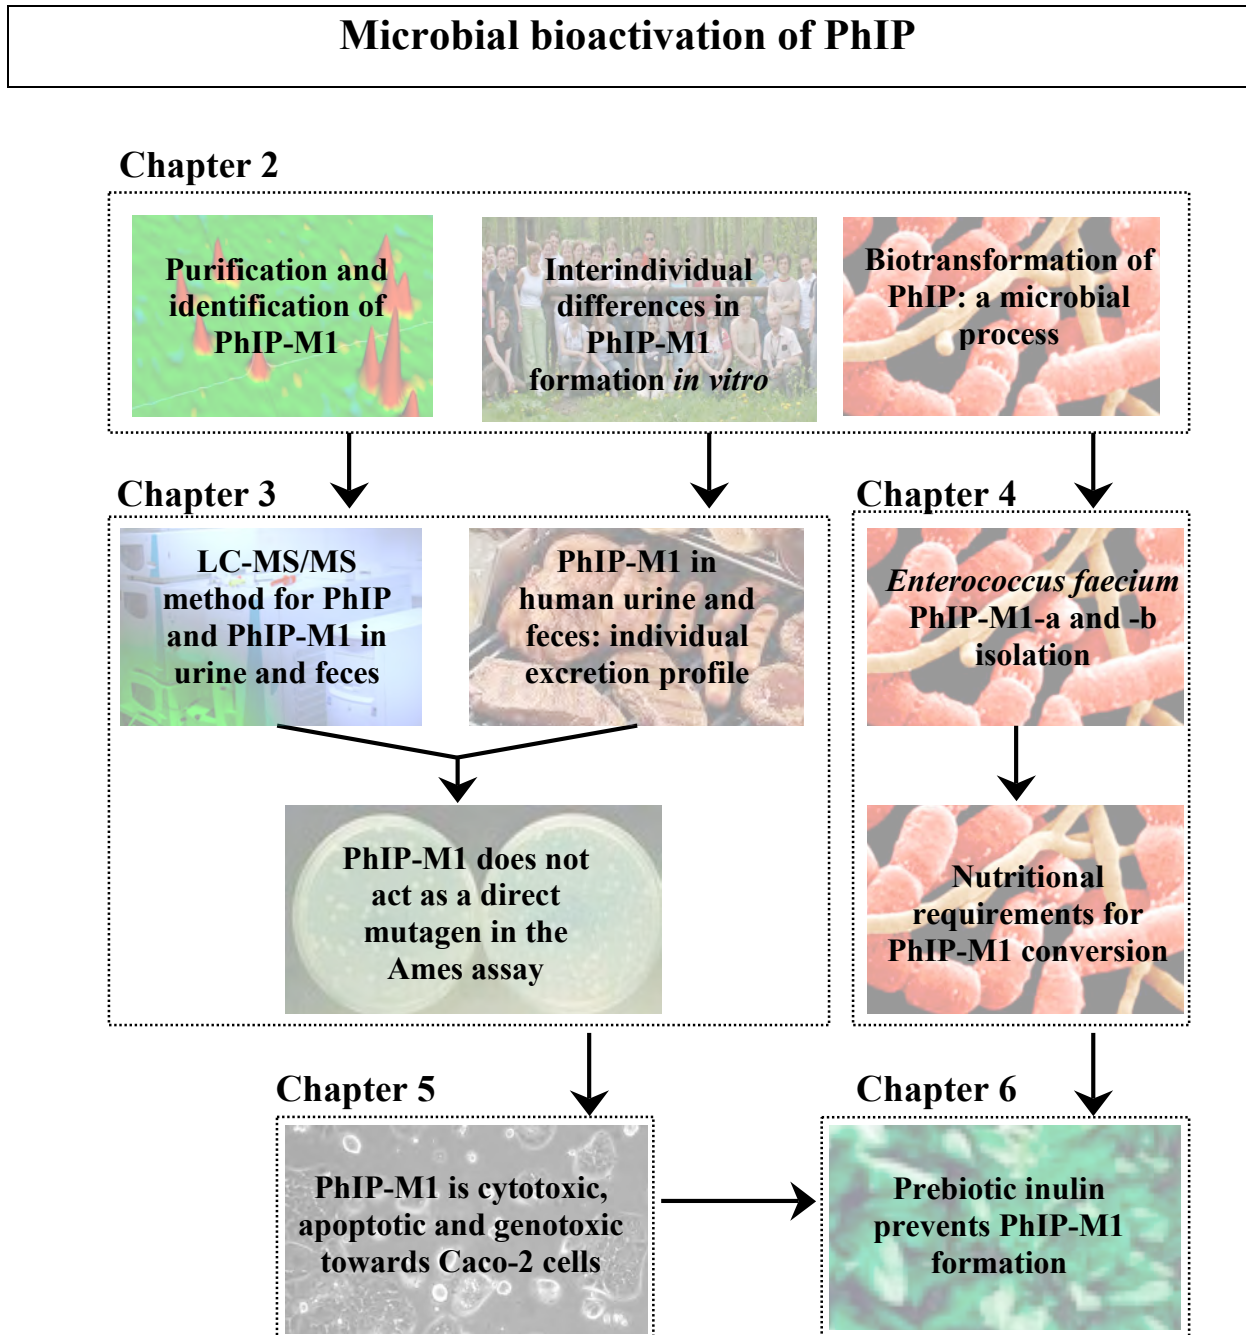 Microbial bioactivation of PhIP
Chapter 2
Purification and
identification of
PhIP-M1
Interindividual
differences in
PhIP-M1
formation in vitro
Biotransformation of
PhIP: a microbial
process
Chapter 3
LC-MS/MS
method for PhIP
and PhIP-M1 in
urine and feces
PhIP-M1 in
human urine and
feces: individual
excretion profile
PhIP-M1 does not
act as a direct
mutagen in the
Ames assay
Chapter 4
Enterococcus faecium
PhIP-M1-a and -b
isolation
Nutritional
requirements for
PhIP-M1 conversion
Chapter 5
PhIP-M1 is cytotoxic,
apoptotic and genotoxic
towards Caco-2 cells
Chapter 6
Prebiotic inulin
prevents PhIP-M1
formation